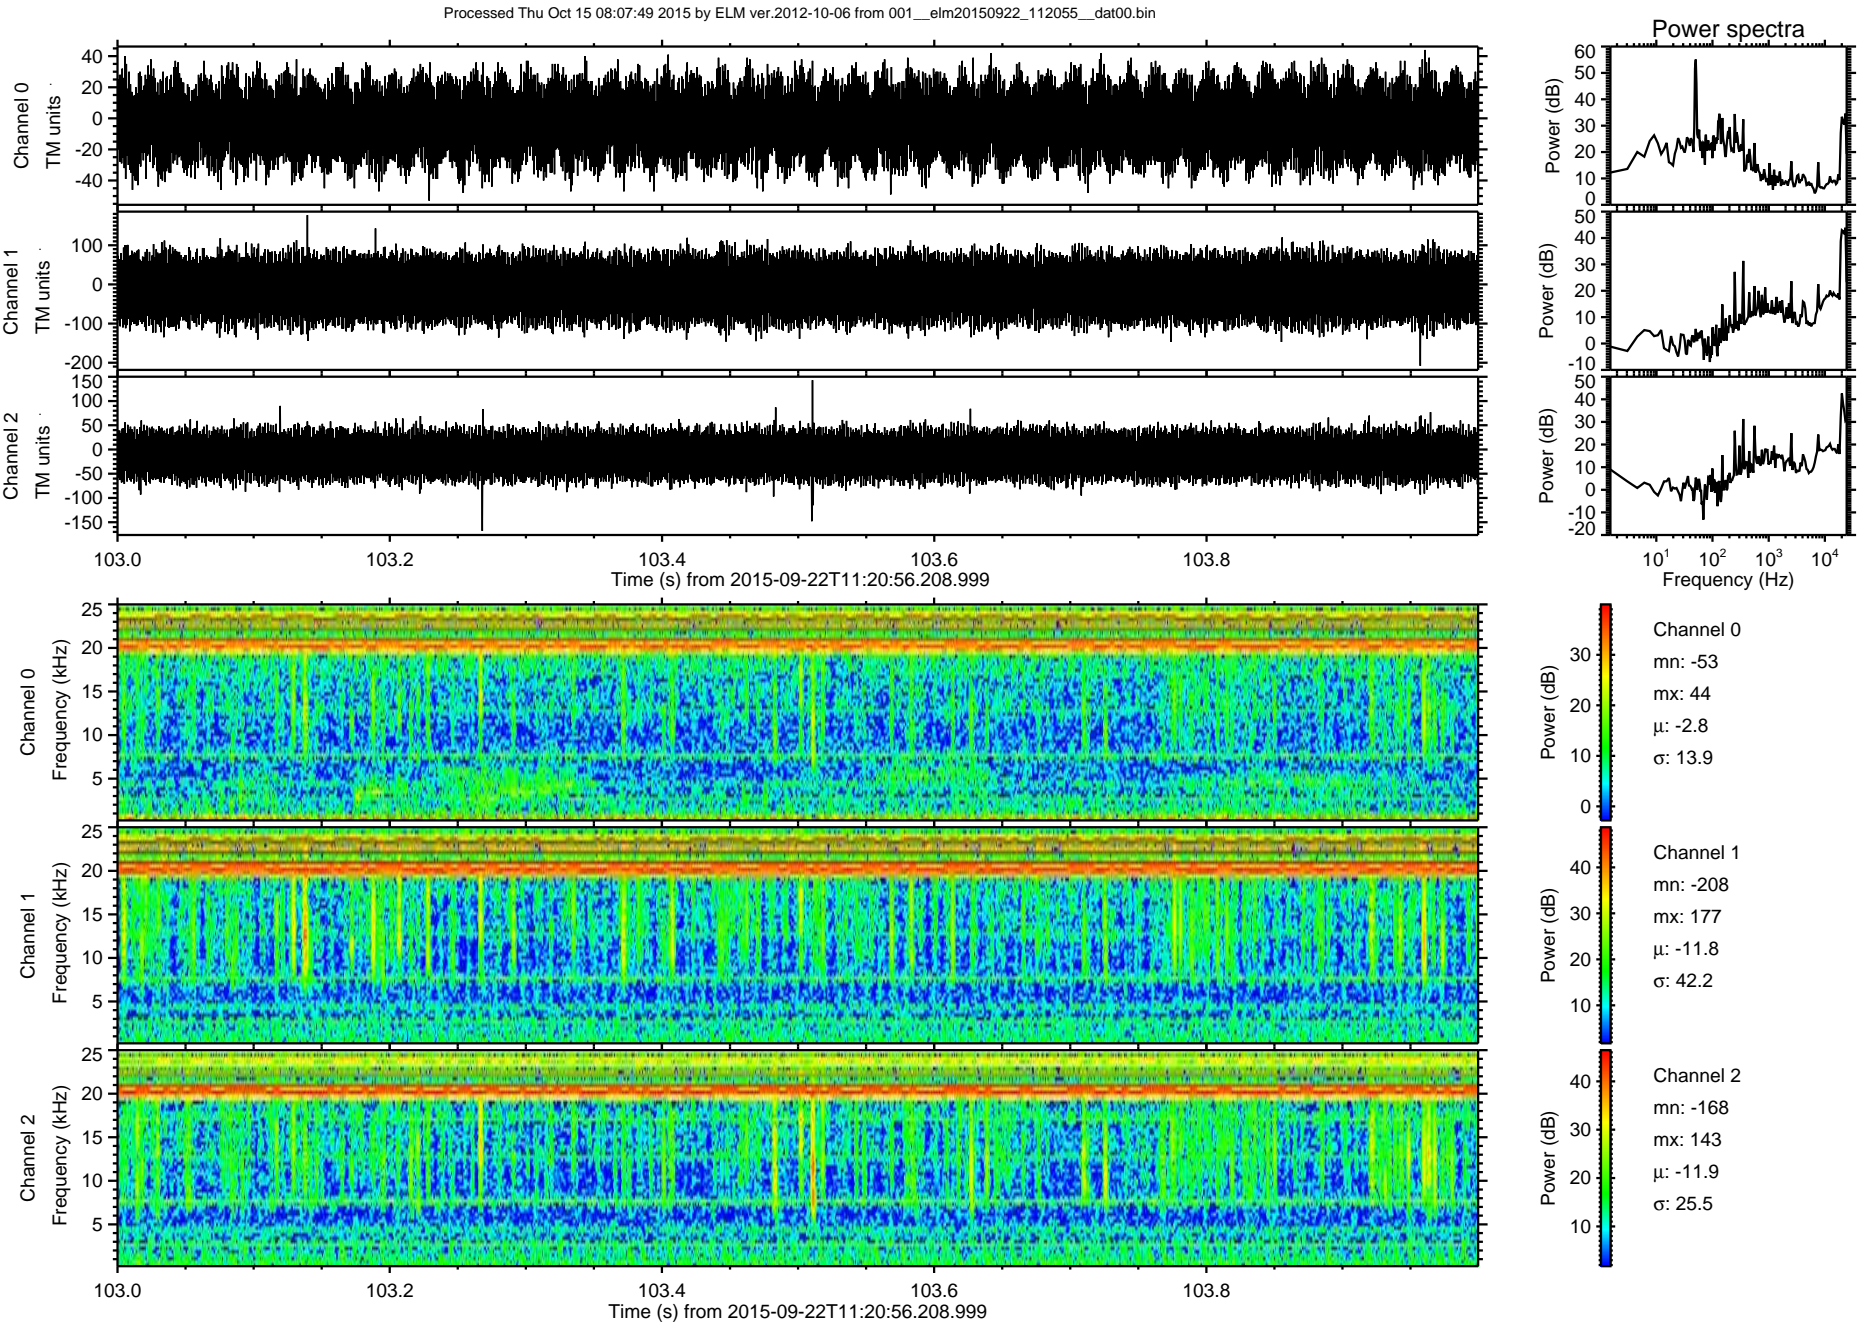 Processed Thu Oct 15 08:07:49 2015 by ELM ver.2012-10-06 from 001__elm20150922_112055__dat00.bin
Power spectra
Channel 0
TM units
40
20
0
-20
-40
Power (dB)
60
50
40
30
20
10
0
Channel 1
TM units
100
0
-100
-200
Power (dB)
50
40
30
20
10
0
-10
Channel 2
TM units
150
100
50
0
-50
-100
-150
Power (dB)
50
40
30
20
10
0
-10
-20
103.0 103.2 103.4 103.6 103.8
Time (s) from 2015-09-22T11:20:56.208.999
10¹ 10² 10³ 10⁴
Frequency (Hz)
Channel 0
Frequency (kHz)
25
20
15
10
5
Power (dB)
30
20
10
0
Channel 0
mn: -53
mx: 44
μ: -2.8
σ: 13.9
Channel 1
Frequency (kHz)
25
20
15
10
5
Power (dB)
40
30
20
10
Channel 1
mn: -208
mx: 177
μ: -11.8
σ: 42.2
Channel 2
Frequency (kHz)
25
20
15
10
5
Power (dB)
40
30
20
10
Channel 2
mn: -168
mx: 143
μ: -11.9
σ: 25.5
103.0 103.2 103.4 103.6 103.8
Time (s) from 2015-09-22T11:20:56.208.999